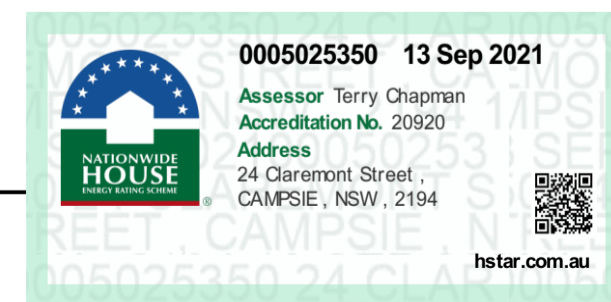 0005025350 13 Sep 2021
Assessor Terry Chapman
Accreditation No. 20920
Address
24 Claremont Street ,
CAMPSIE , NSW , 2194
NATIONWIDE
HOUSE
ENERGY RATING SCHEME
®
hstar.com.au